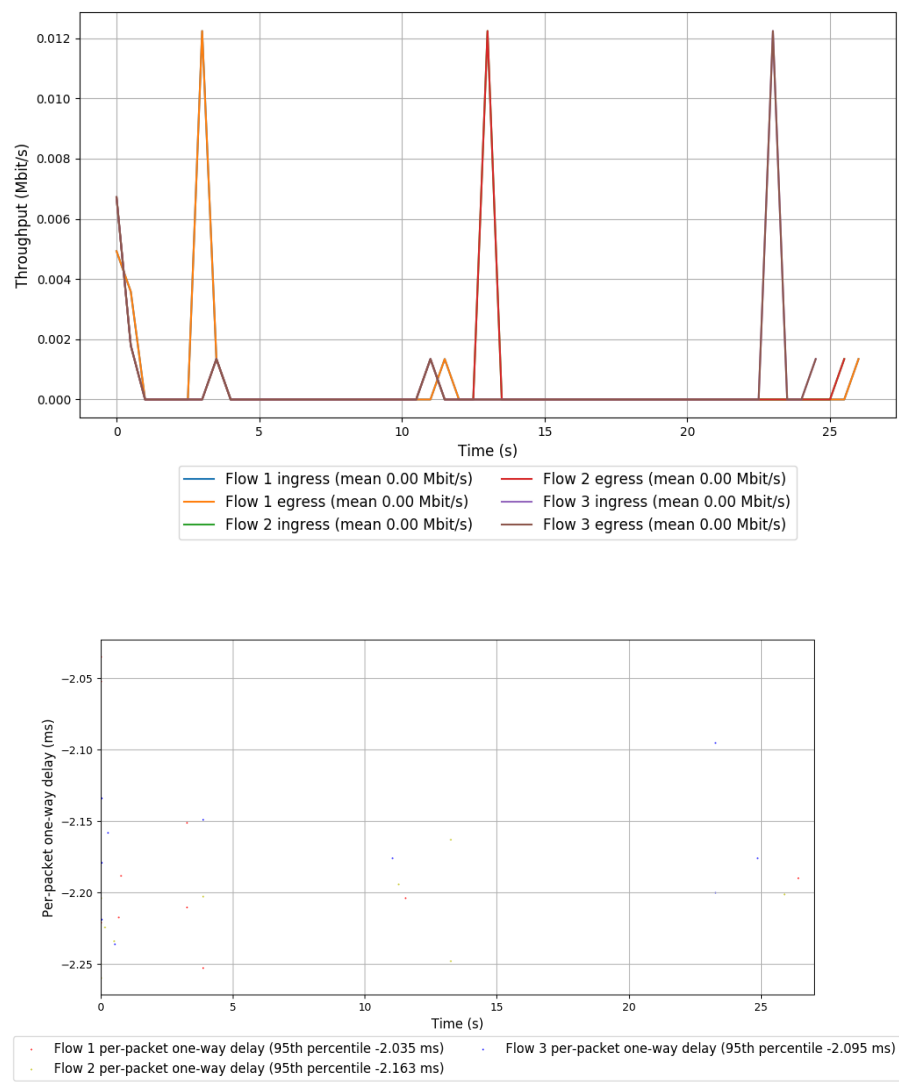 0.012
0.010
0.008
0.006
0.004
0.002
0.000
Throughput (Mbit/s)
0 5 10 15 20 25
Time (s)
Flow 1 ingress (mean 0.00 Mbit/s) Flow 2 egress (mean 0.00 Mbit/s)
Flow 1 egress (mean 0.00 Mbit/s) Flow 3 ingress (mean 0.00 Mbit/s)
Flow 2 ingress (mean 0.00 Mbit/s) Flow 3 egress (mean 0.00 Mbit/s)
−2.05
−2.10
−2.15
−2.20
−2.25
Per-packet one-way delay (ms)
0 5 10 15 20 25
Time (s)
Flow 1 per-packet one-way delay (95th percentile -2.035 ms) Flow 3 per-packet one-way delay (95th percentile -2.095 ms)
Flow 2 per-packet one-way delay (95th percentile -2.163 ms)